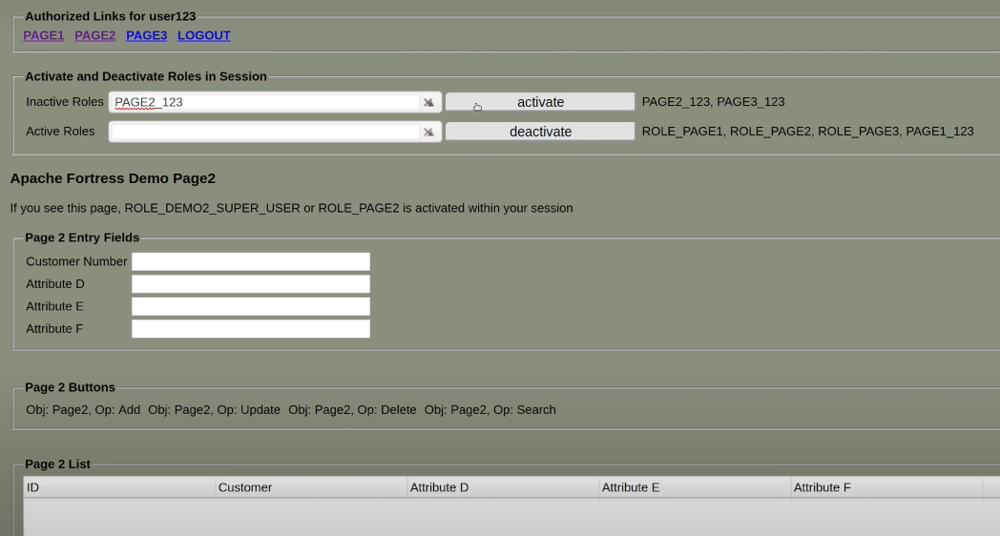 Authorized Links for user123
PAGE1 PAGE2 PAGE3 LOGOUT
Activate and Deactivate Roles in Session
Inactive Roles PAGE2_123 activate PAGE2_123, PAGE3_123
Active Roles deactivate ROLE_PAGE1, ROLE_PAGE2, ROLE_PAGE3, PAGE1_123
Apache Fortress Demo Page2
If you see this page, ROLE_DEMO2_SUPER_USER or ROLE_PAGE2 is activated within your session
Page 2 Entry Fields
Customer Number
Attribute D
Attribute E
Attribute F
Page 2 Buttons
Obj: Page2, Op: Add Obj: Page2, Op: Update Obj: Page2, Op: Delete Obj: Page2, Op: Search
Page 2 List
ID Customer Attribute D Attribute E Attribute F